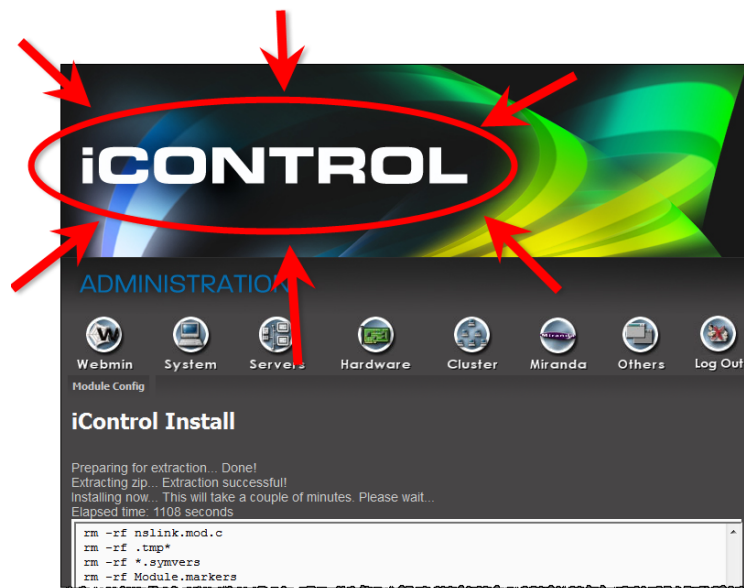 iCONTROL
ADMINISTRATION
Webmin System Servers Hardware Cluster Miranda Others Log Out
Module Config
iControl Install
Preparing for extraction... Done!
Extracting zip... Extraction successful!
Installing now... This will take a couple of minutes. Please wait...
Elapsed time: 1108 seconds
rm -rf nslink.mod.c
rm -rf .tmp*
rm -rf *.symvers
rm -rf Module.markers